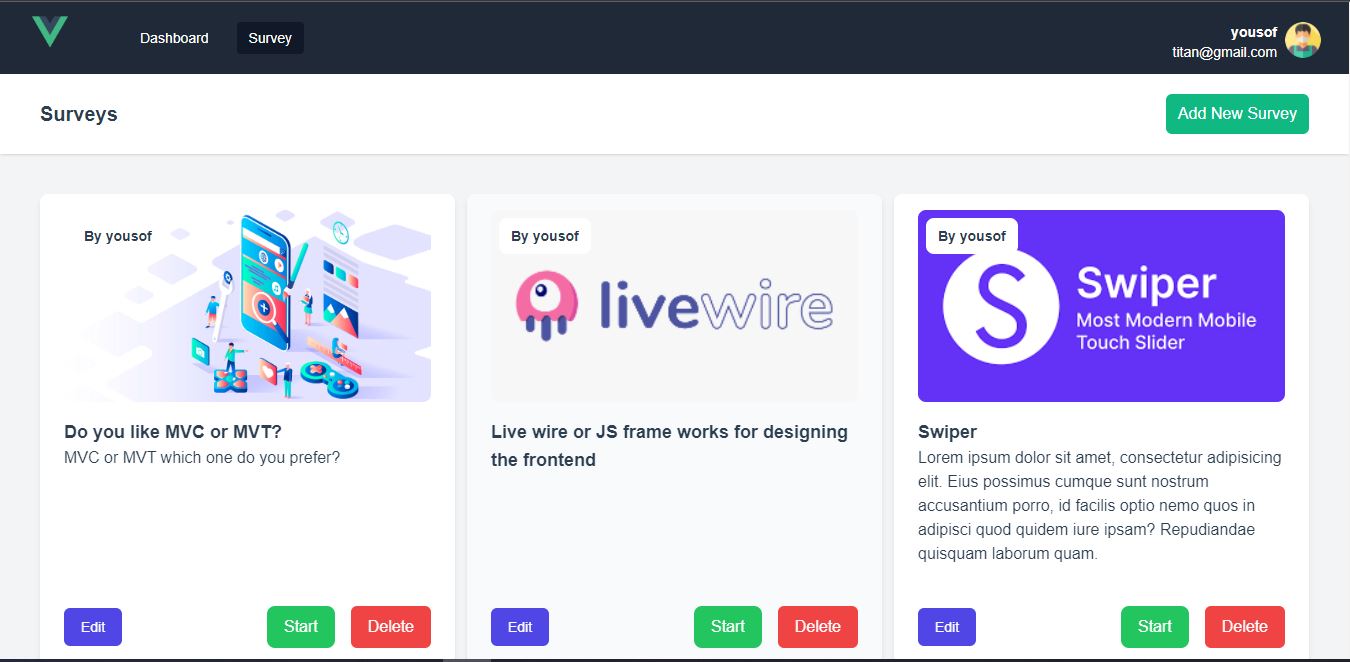 Dashboard
Survey
yousof
titan@gmail.com
Surveys
Add New Survey
By yousof
Do you like MVC or MVT?
MVC or MVT which one do you prefer?
Edit
Start
Delete
By yousof
livewire
Live wire or JS frame works for designing
the frontend
Edit
Start
Delete
By yousof
S
Swiper
Most Modern Mobile
Touch Slider
Swiper
Lorem ipsum dolor sit amet, consectetur adipisicing
elit. Eius possimus cumque sunt nostrum
accusantium porro, id facilis optio nemo quos in
adipisci quod quidem iure ipsam? Repudiandae
quisquam laborum quam.
Edit
Start
Delete